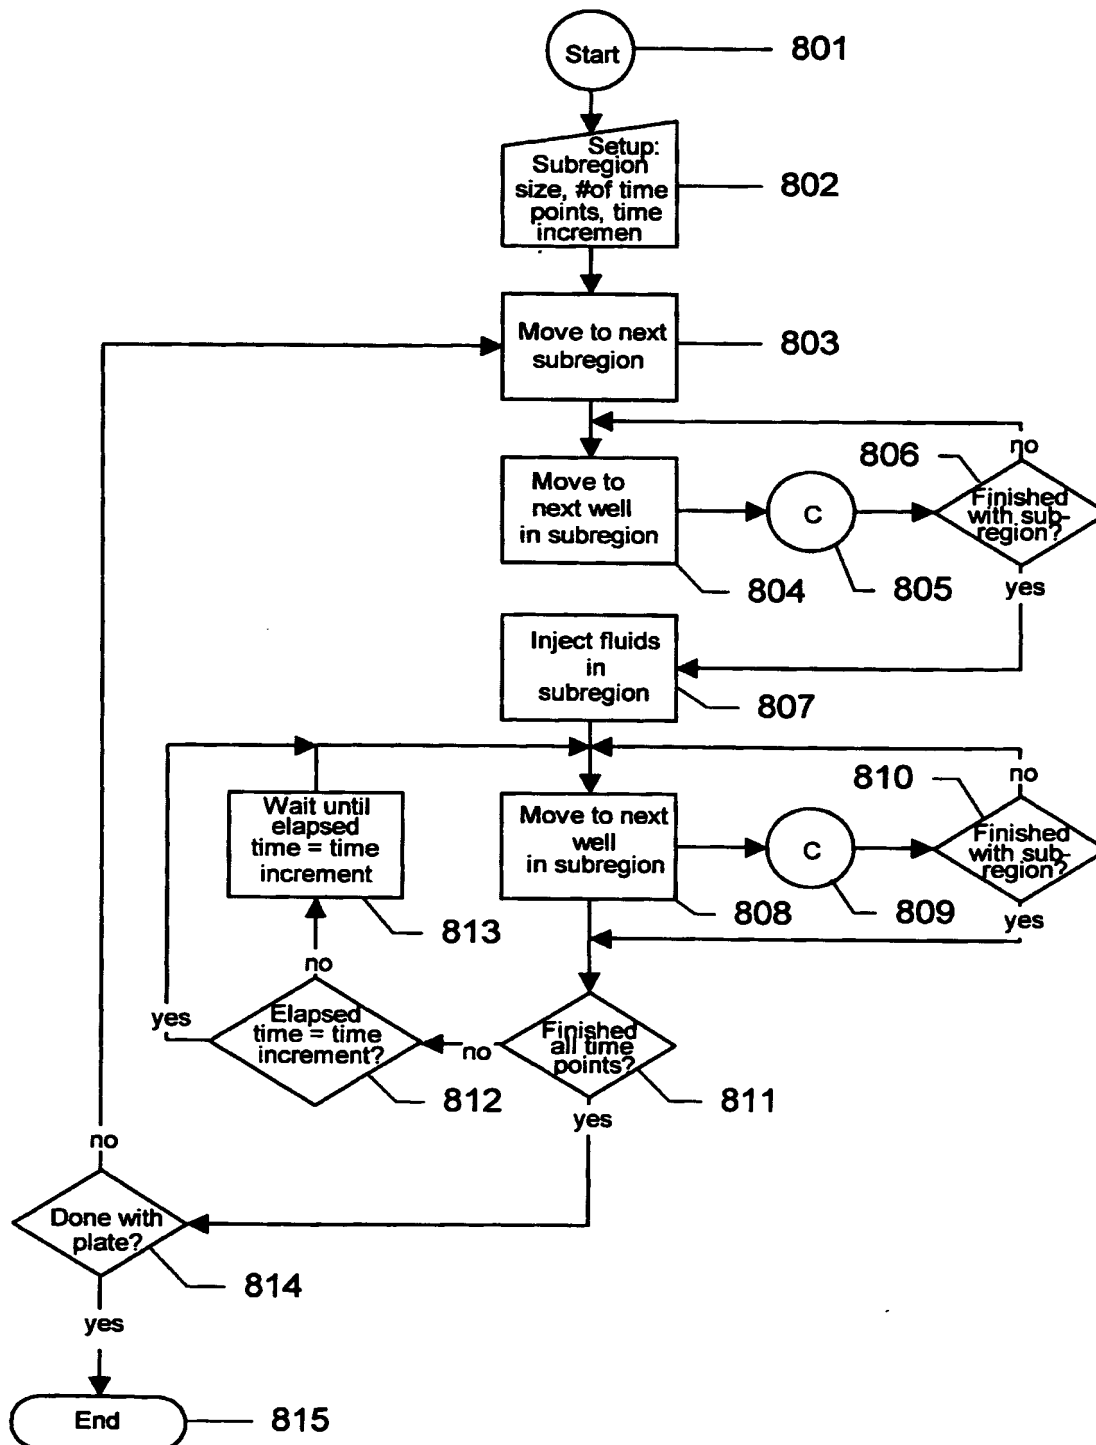 Start
801
Setup:
Subregion
size, #of time
points, time
incremen
802
Move to next
subregion
803
806
no
Move to
next well
in subregion
C
Finished
with sub-
region?
804
805
yes
Inject fluids
in
subregion
807
810
no
Wait until
elapsed
time = time
increment
Move to next
well
in subregion
C
Finished
with sub-
region?
813
808
809
yes
no
yes
Elapsed
time = time
increment?
no
Finished
all time
points?
812
811
yes
no
Done with
plate?
814
yes
End
815